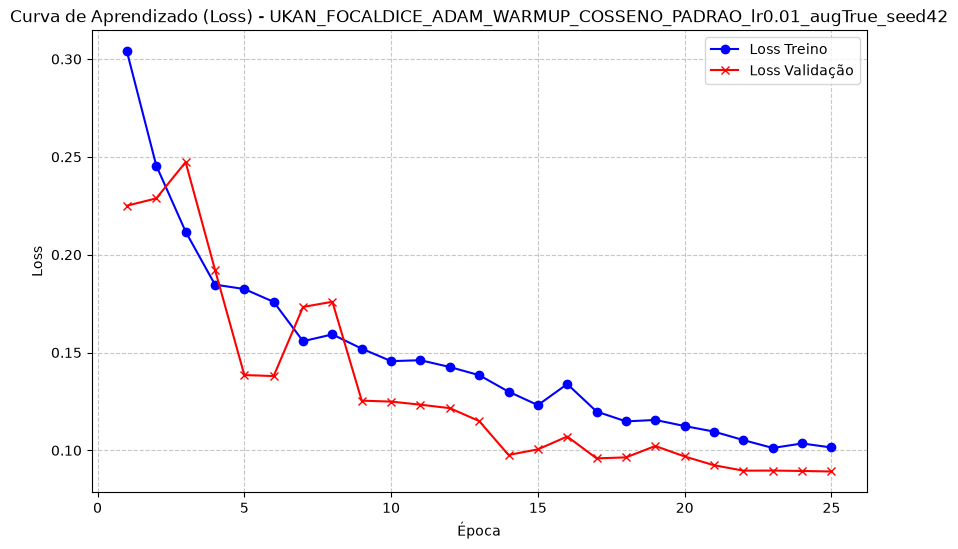 Curva de Aprendizado (Loss) - UKAN_FOCALDICE_ADAM_WARMUP_COSSENO_PADRAO_lr0.01_augTrue_seed42
Loss Treino
Loss Validação
0.30
0.25
0.20
0.15
0.10
Loss
0
5
10
15
20
25
Época